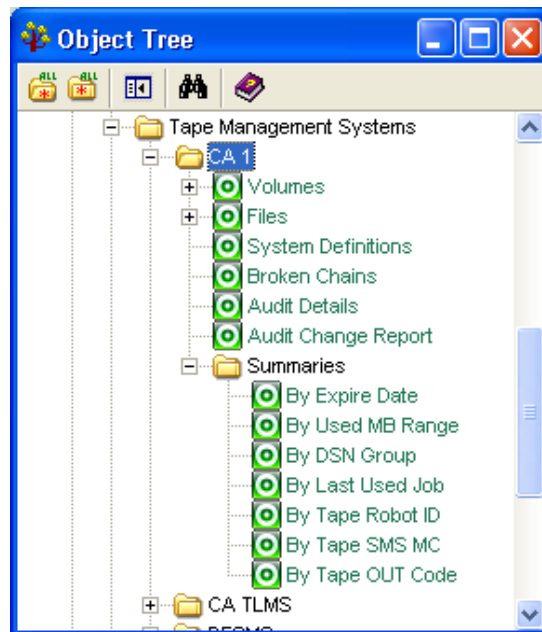 Object Tree
ALL ALL
Tape Management Systems
CA 1
Volumes
Files
System Definitions
Broken Chains
Audit Details
Audit Change Report
Summaries
By Expire Date
By Used MB Range
By DSN Group
By Last Used Job
By Tape Robot ID
By Tape SMS MC
By Tape OUT Code
CA TLMS